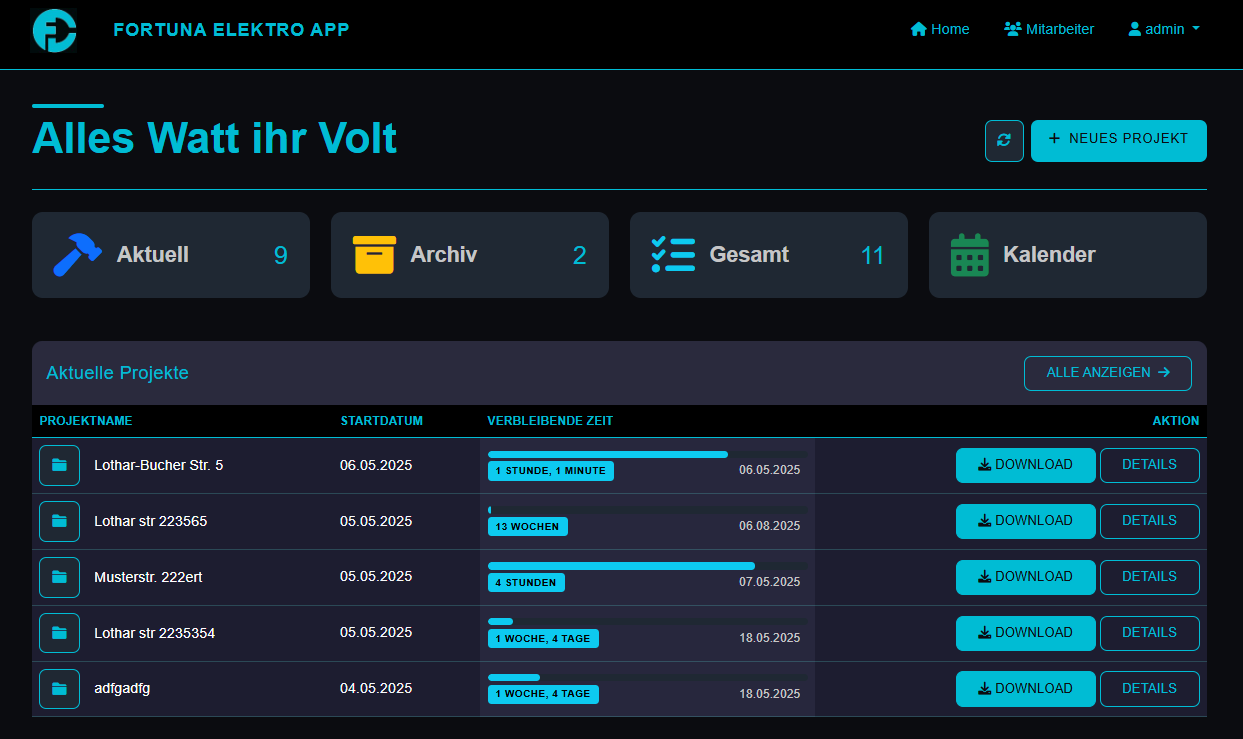 FORTUNA ELEKTRO APP
Home
Mitarbeiter
admin
Alles Watt ihr Volt
NEUES PROJEKT
Aktuell 9
Archiv 2
Gesamt 11
Kalender
Aktuelle Projekte
ALLE ANZEIGEN
PROJEKTNAME STARTDATUM VERBLEIBENDE ZEIT AKTION
Lothar-Bucher Str. 5 06.05.2025 1 STUNDE, 1 MINUTE 06.05.2025 DOWNLOAD DETAILS
Lothar str 223565 05.05.2025 13 WOCHEN 06.08.2025 DOWNLOAD DETAILS
Musterstr. 222ert 05.05.2025 4 STUNDEN 07.05.2025 DOWNLOAD DETAILS
Lothar str 2235354 05.05.2025 1 WOCHE, 4 TAGE 18.05.2025 DOWNLOAD DETAILS
adfgadfg 04.05.2025 1 WOCHE, 4 TAGE 18.05.2025 DOWNLOAD DETAILS